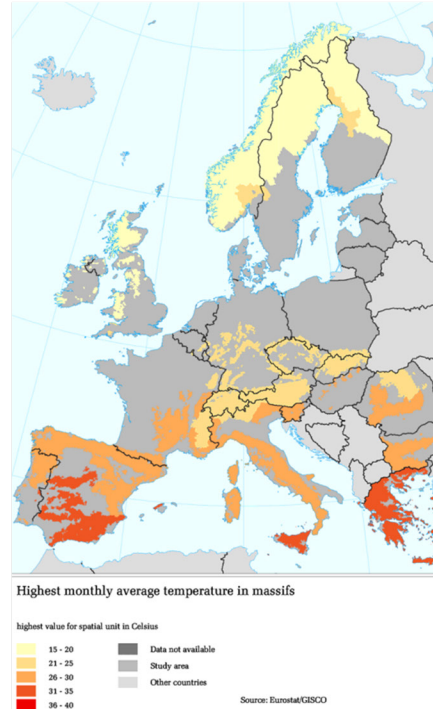 Highest monthly average temperature in massifs
highest value for spatial unit in Celsius
15 - 20
21 - 25
26 - 30
31 - 35
36 - 40
Data not available
Study area
Other countries
Source: Eurostat/GISCO